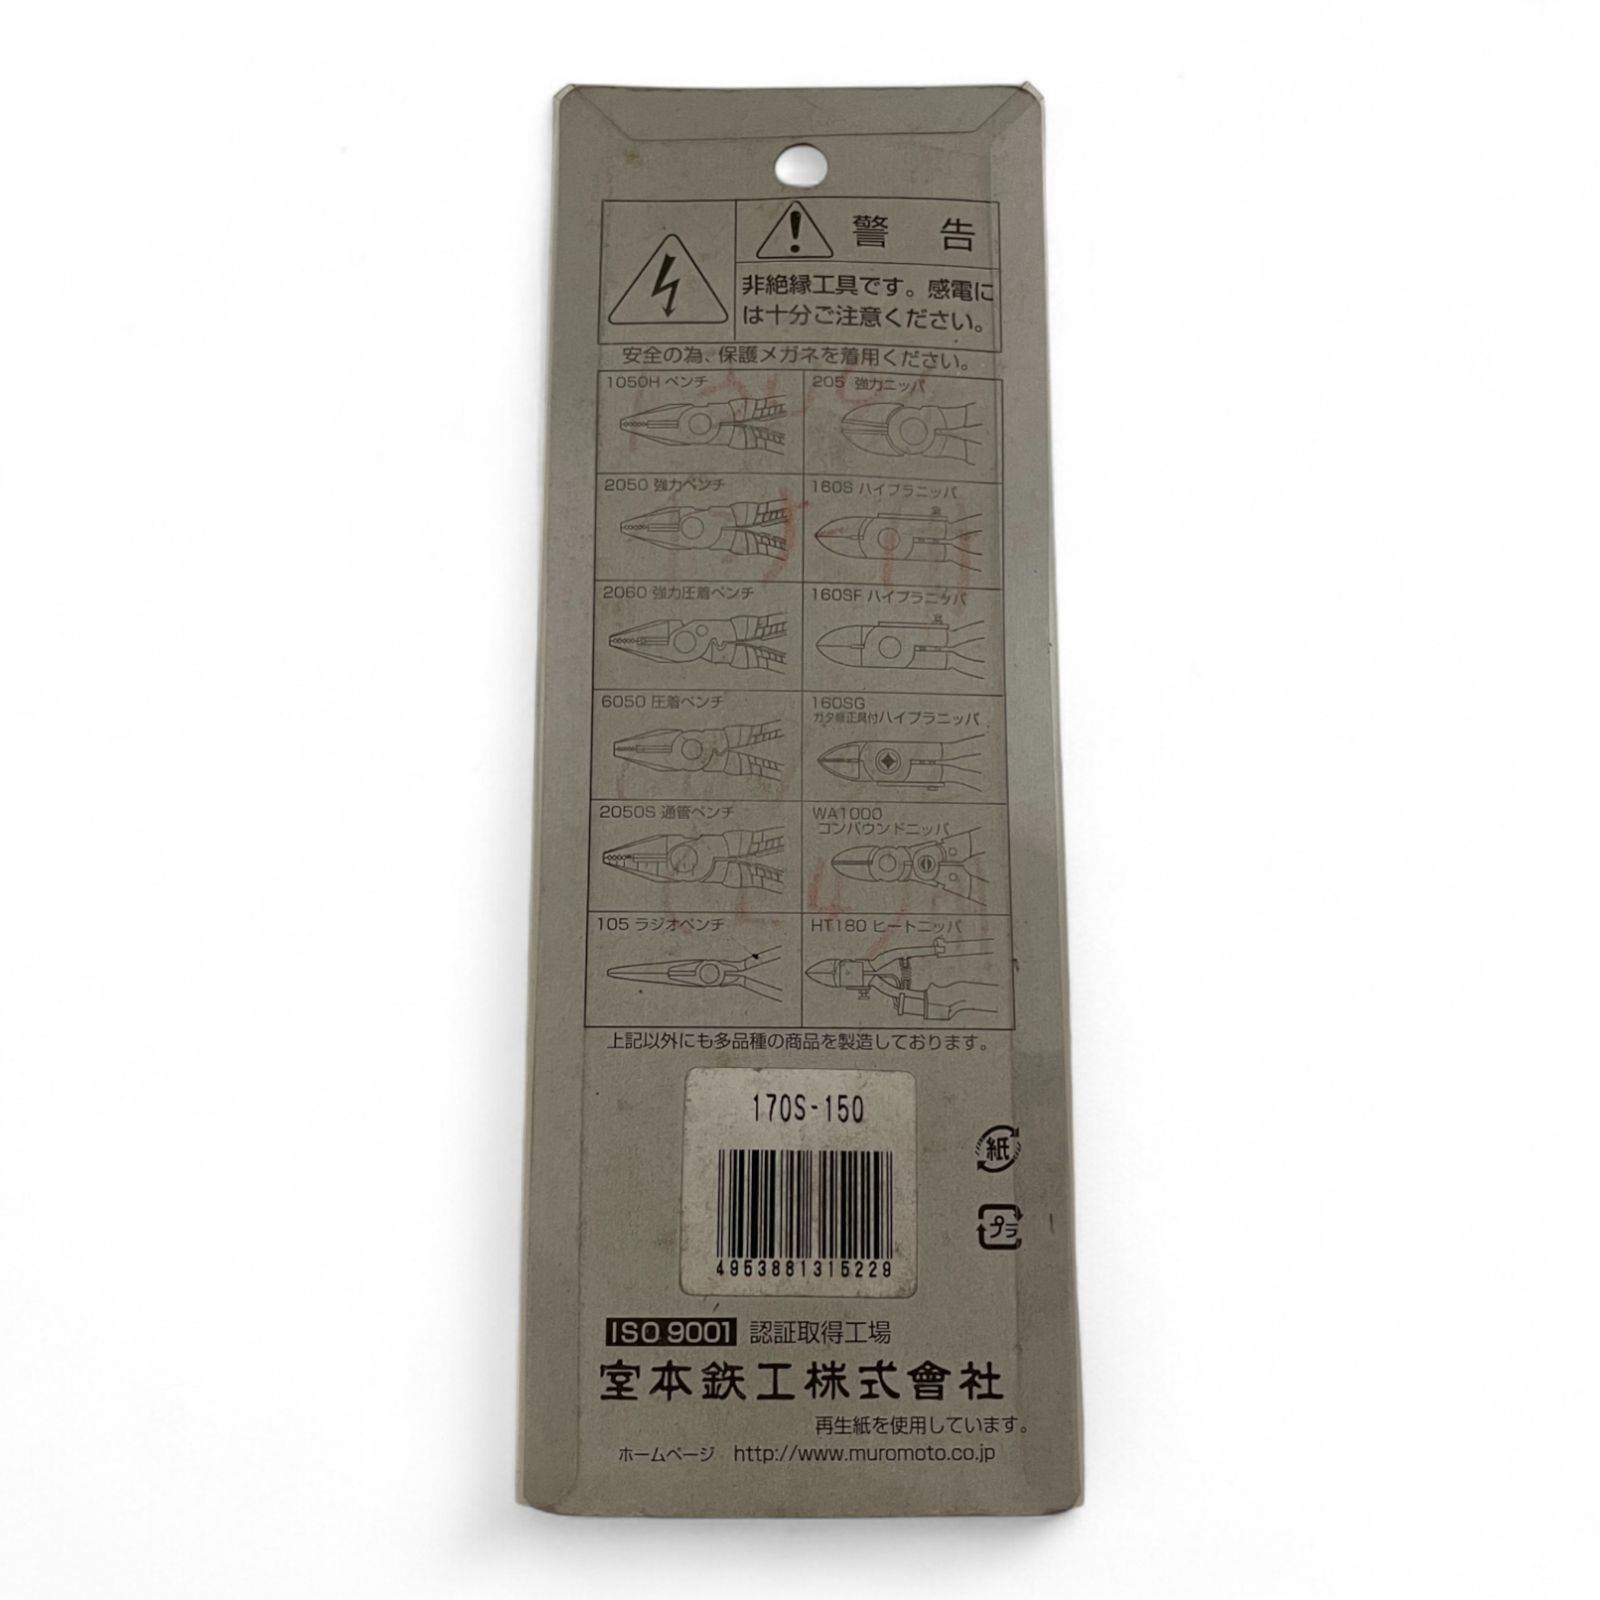 警 告
非絶縁工具です。感電に
は十分ご注意ください。
安全の為、保護メガネを着用ください。
1050H ペンチ
205 強力ニッパ
2050 強力ペンチ
160S ハイプラニッパ
2060 強力圧着ペンチ
160SF ハイプラニッパ
6050 圧着ペンチ
160SG
ガタ修正具付ハイプラニッパ
2050S 通管ペンチ
WA1000
コンパウンドニッパ
105 ラジオペンチ
HT180 ヒートニッパ
上記以外にも多品種の商品を製造しております。
170S-150
4953881315229
紙
プラ
ISO 9001 認証取得工場
室本鉄工株式會社
再生紙を使用しています。
ホームページ http://www.muromoto.co.jp